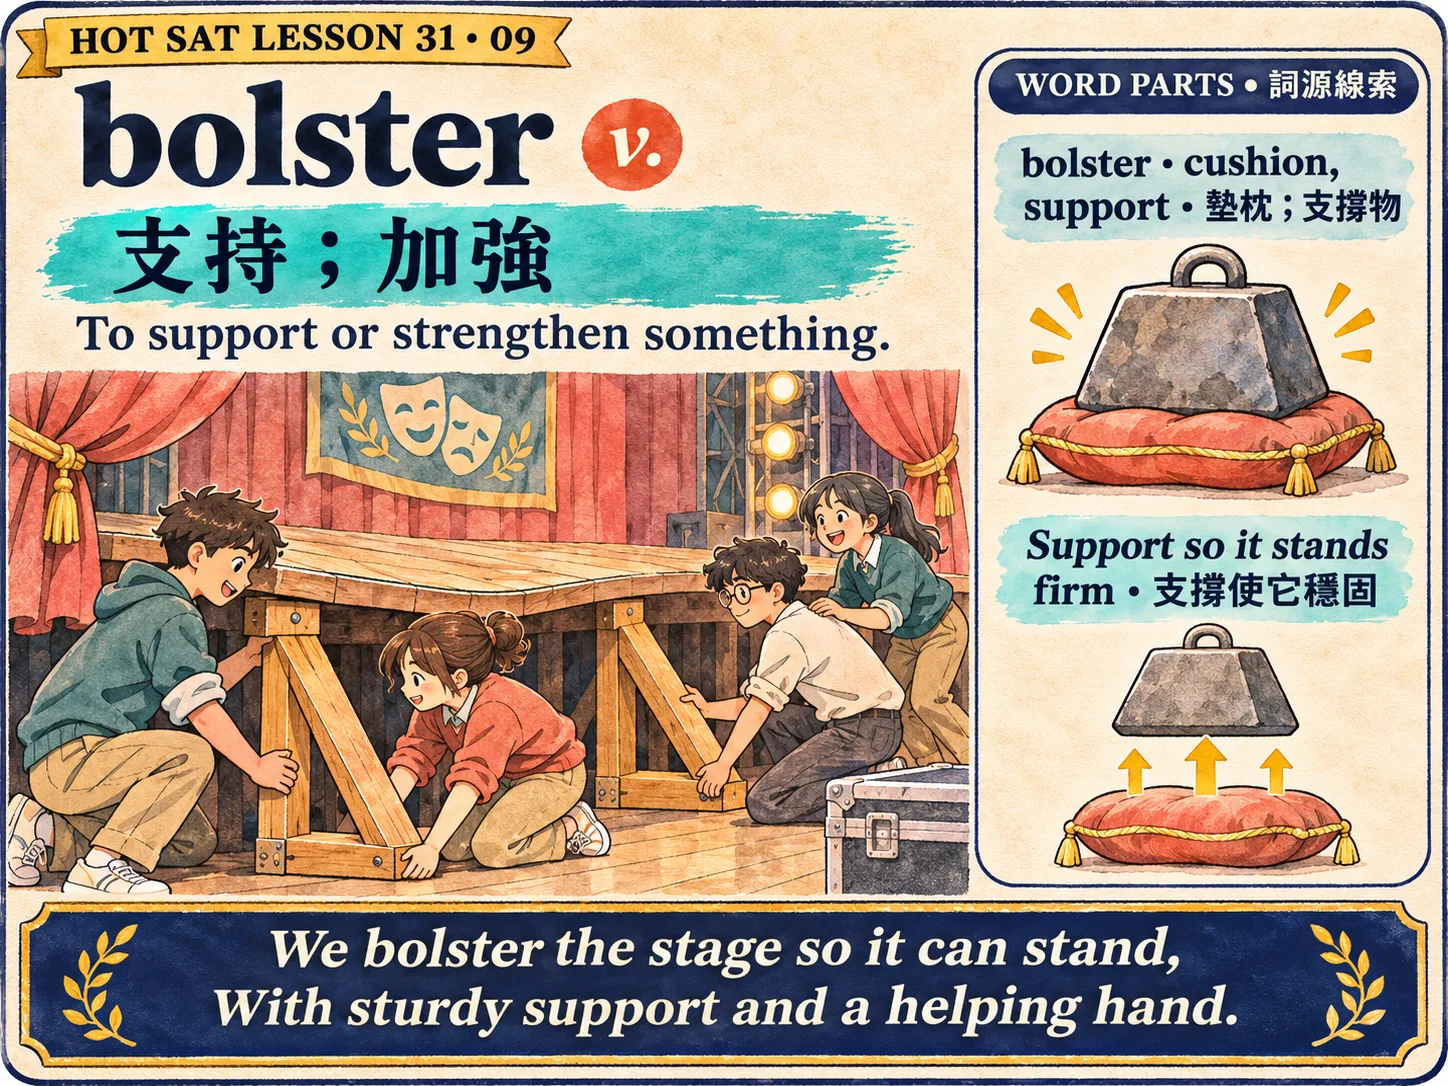 HOT SAT LESSON 31 • 09
bolster v.
支持；加強
To support or strengthen something.
WORD PARTS • 詞源線索
bolster • cushion,
support • 墊枕；支撐物
Support so it stands
firm • 支撐使它穩固
We bolster the stage so it can stand,
With sturdy support and a helping hand.